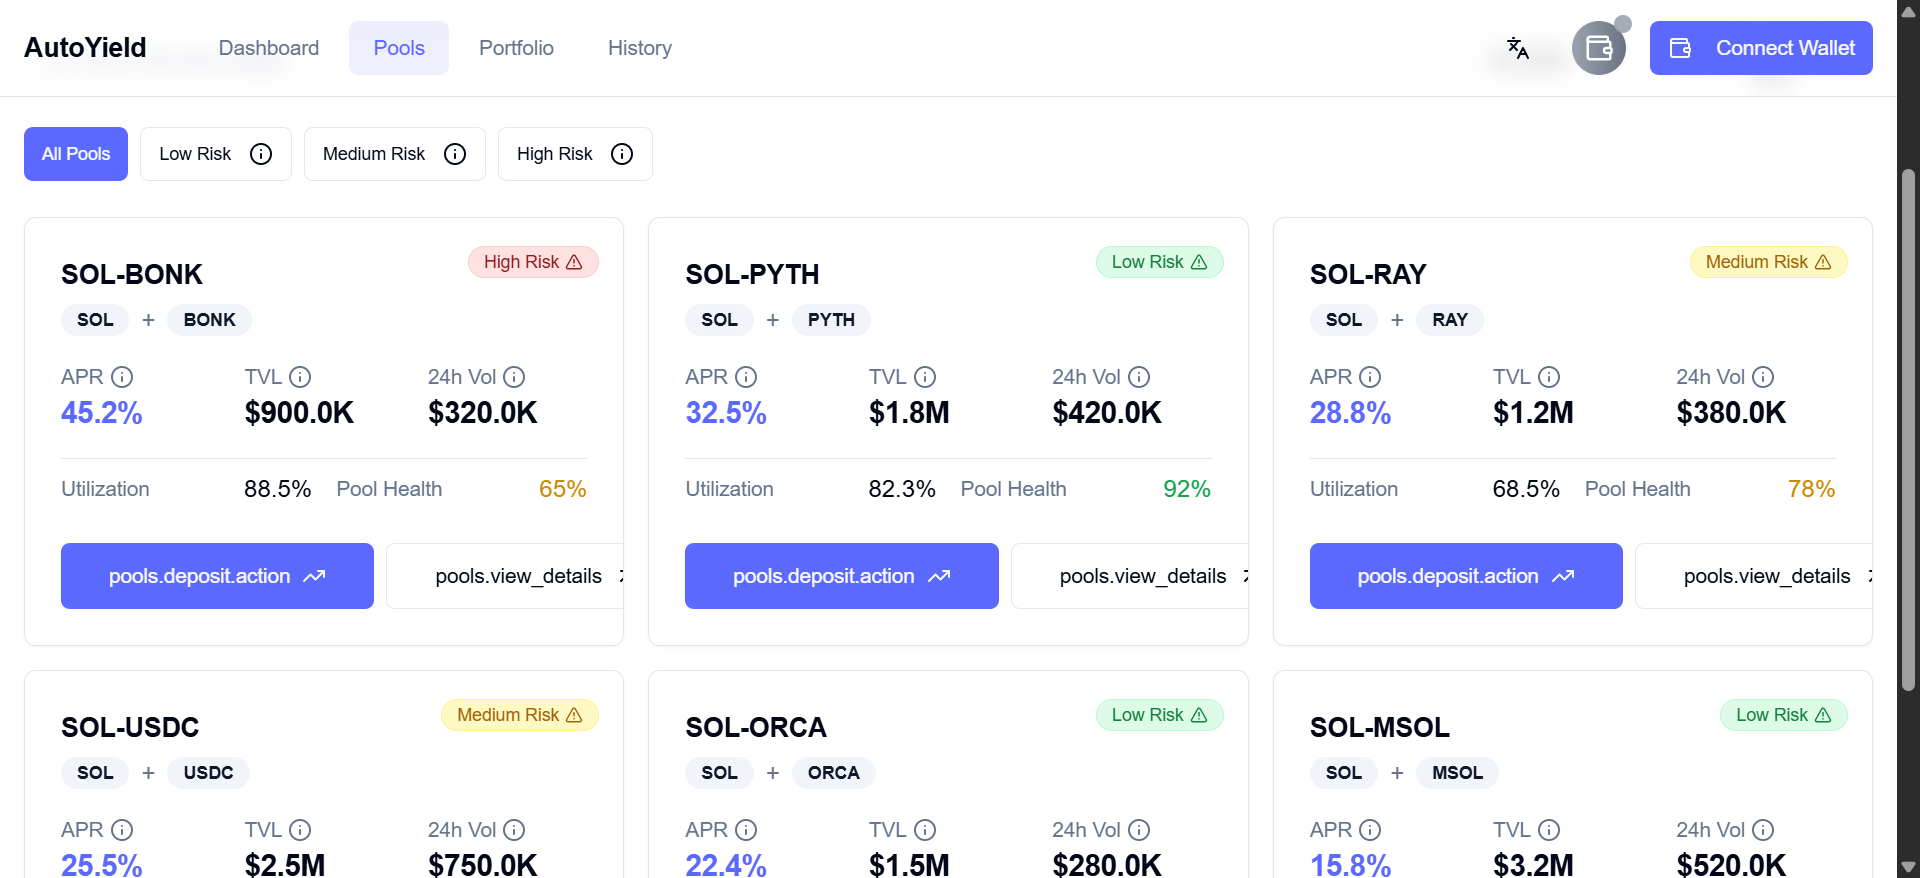 AutoYield
Dashboard
Pools
Portfolio
History
Connect Wallet
All Pools
Low Risk
Medium Risk
High Risk
SOL-BONK
High Risk
SOL + BONK
APR
TVL
24h Vol
45.2%
$900.0K
$320.0K
Utilization 88.5%
Pool Health 65%
pools.deposit.action
pools.view_details
SOL-PYTH
Low Risk
SOL + PYTH
APR
TVL
24h Vol
32.5%
$1.8M
$420.0K
Utilization 82.3%
Pool Health 92%
pools.deposit.action
pools.view_details
SOL-RAY
Medium Risk
SOL + RAY
APR
TVL
24h Vol
28.8%
$1.2M
$380.0K
Utilization 68.5%
Pool Health 78%
pools.deposit.action
pools.view_details
SOL-USDC
Medium Risk
SOL + USDC
APR
TVL
24h Vol
25.5%
$2.5M
$750.0K
SOL-ORCA
Low Risk
SOL + ORCA
APR
TVL
24h Vol
22.4%
$1.5M
$280.0K
SOL-MSOL
Low Risk
SOL + MSOL
APR
TVL
24h Vol
15.8%
$3.2M
$520.0K